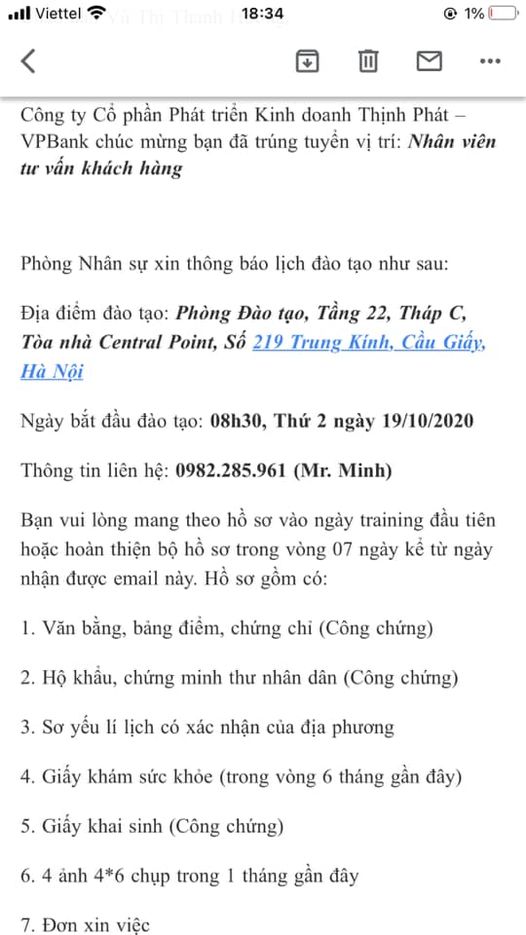 Viettel 18:34 1%
Công ty Cổ phần Phát triển Kinh doanh Thịnh Phát –
VPBank chúc mừng bạn đã trúng tuyển vị trí: Nhân viên
tư vấn khách hàng
Phòng Nhân sự xin thông báo lịch đào tạo như sau:
Địa điểm đào tạo: Phòng Đào tạo, Tầng 22, Tháp C,
Tòa nhà Central Point, Số 219 Trung Kính, Cầu Giấy,
Hà Nội
Ngày bắt đầu đào tạo: 08h30, Thứ 2 ngày 19/10/2020
Thông tin liên hệ: 0982.285.961 (Mr. Minh)
Bạn vui lòng mang theo hồ sơ vào ngày training đầu tiên
hoặc hoàn thiện bộ hồ sơ trong vòng 07 ngày kể từ ngày
nhận được email này. Hồ sơ gồm có:
1. Văn bằng, bảng điểm, chứng chỉ (Công chứng)
2. Hộ khẩu, chứng minh thư nhân dân (Công chứng)
3. Sơ yếu lí lịch có xác nhận của địa phương
4. Giấy khám sức khỏe (trong vòng 6 tháng gần đây)
5. Giấy khai sinh (Công chứng)
6. 4 ảnh 4*6 chụp trong 1 tháng gần đây
7. Đơn xin việc